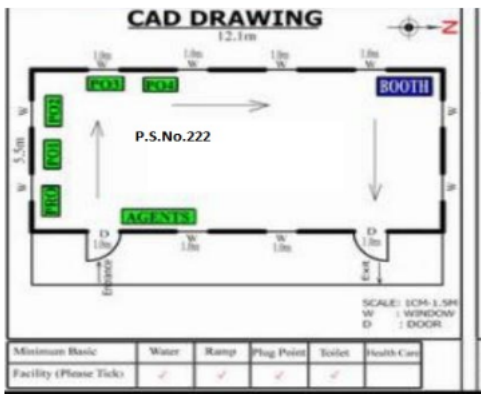 CAD DRAWING
12.1m
N
1.0m 1.0m 1.0m 1.0m
W W W W
PO3 PO4 BOOTH
W PO2 W
P.S.No.222
5.5m PO1
W PRO W
AGENTS
D W W D
1.0m 1.0m 1.0m 1.0m
Entrance Exit
SCALE: 1CM-1.5M
W : WINDOW
D : DOOR
Minimum Basic Water Ramp Plug Point Toilet Health Care
Facility (Please Tick) ✓ ✓ ✓ ✓